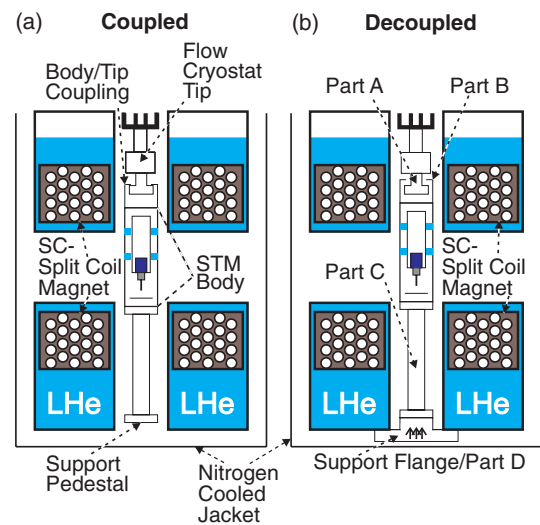 (a) Coupled
Body/Tip
Coupling
Flow
Cryostat
Tip
SC-
Split Coil
Magnet
STM
Body
LHe
LHe
Support
Pedestal
Nitrogen
Cooled
Jacket
(b) Decoupled
Part A
Part B
Part C
SC-
Split Coil
Magnet
LHe
LHe
Support Flange/Part D